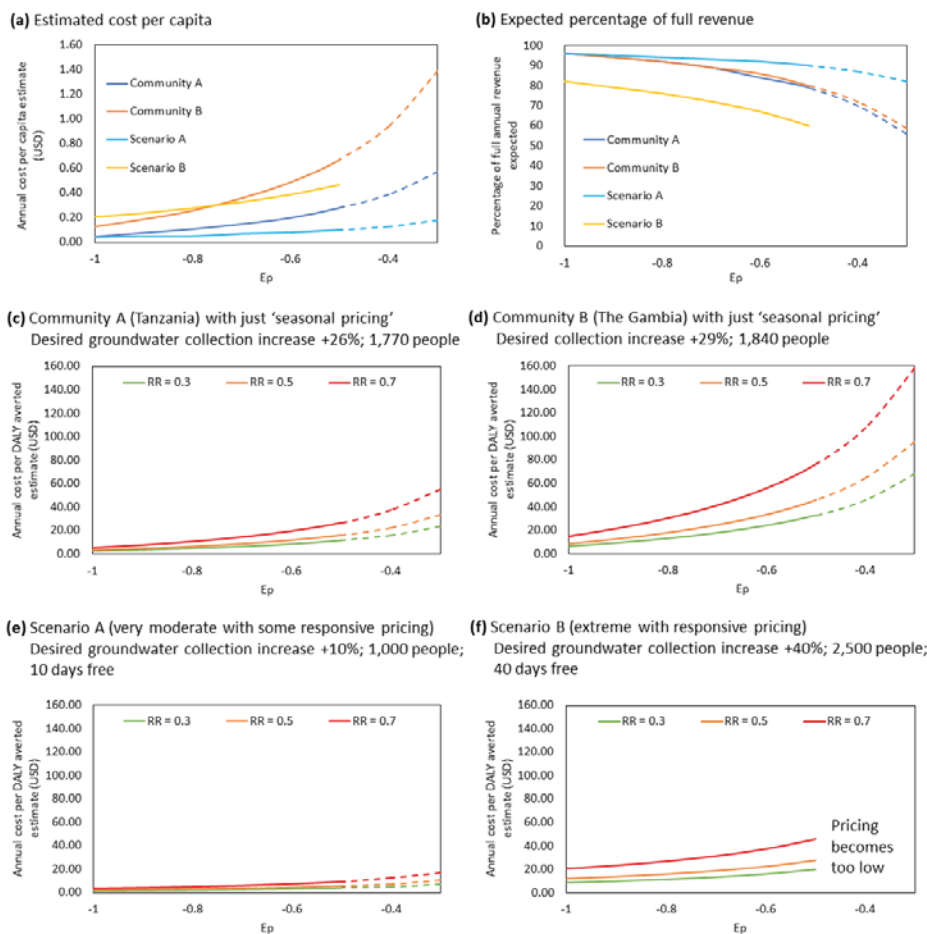 (a) Estimated cost per capita
Annual cost per capita estimate
(USD)
1.60
1.40
1.20
1.00
0.80
0.60
0.40
0.20
0.00
Community A
Community B
Scenario A
Scenario B
-1
-0.8
-0.6
-0.4
Ep
(b) Expected percentage of full revenue
Percentage of full annual revenue
expected
100
90
80
70
60
50
40
30
20
10
0
Community A
Community B
Scenario A
Scenario B
-1
-0.8
-0.6
-0.4
Ep
(c) Community A (Tanzania) with just ‘seasonal pricing’
Desired groundwater collection increase +26%; 1,770 people
Annual cost per DALY averted
estimate (USD)
160.00
140.00
120.00
100.00
80.00
60.00
40.00
20.00
0.00
RR = 0.3
RR = 0.5
RR = 0.7
-1
-0.8
-0.6
-0.4
Ep
(d) Community B (The Gambia) with just ‘seasonal pricing’
Desired collection increase +29%; 1,840 people
Annual cost per DALY averted
estimate (USD)
160.00
140.00
120.00
100.00
80.00
60.00
40.00
20.00
0.00
RR = 0.3
RR = 0.5
RR = 0.7
-1
-0.8
-0.6
-0.4
Ep
(e) Scenario A (very moderate with some responsive pricing)
Desired groundwater collection increase +10%; 1,000 people;
10 days free
Annual cost per DALY averted
estimate (USD)
160.00
140.00
120.00
100.00
80.00
60.00
40.00
20.00
0.00
RR = 0.3
RR = 0.5
RR = 0.7
-1
-0.8
-0.6
-0.4
Ep
(f) Scenario B (extreme with responsive pricing)
Desired groundwater collection increase +40%; 2,500 people;
40 days free
Annual cost per DALY averted
estimate (USD)
160.00
140.00
120.00
100.00
80.00
60.00
40.00
20.00
0.00
RR = 0.3
RR = 0.5
RR = 0.7
Pricing
becomes
too low
-1
-0.8
-0.6
-0.4
Ep